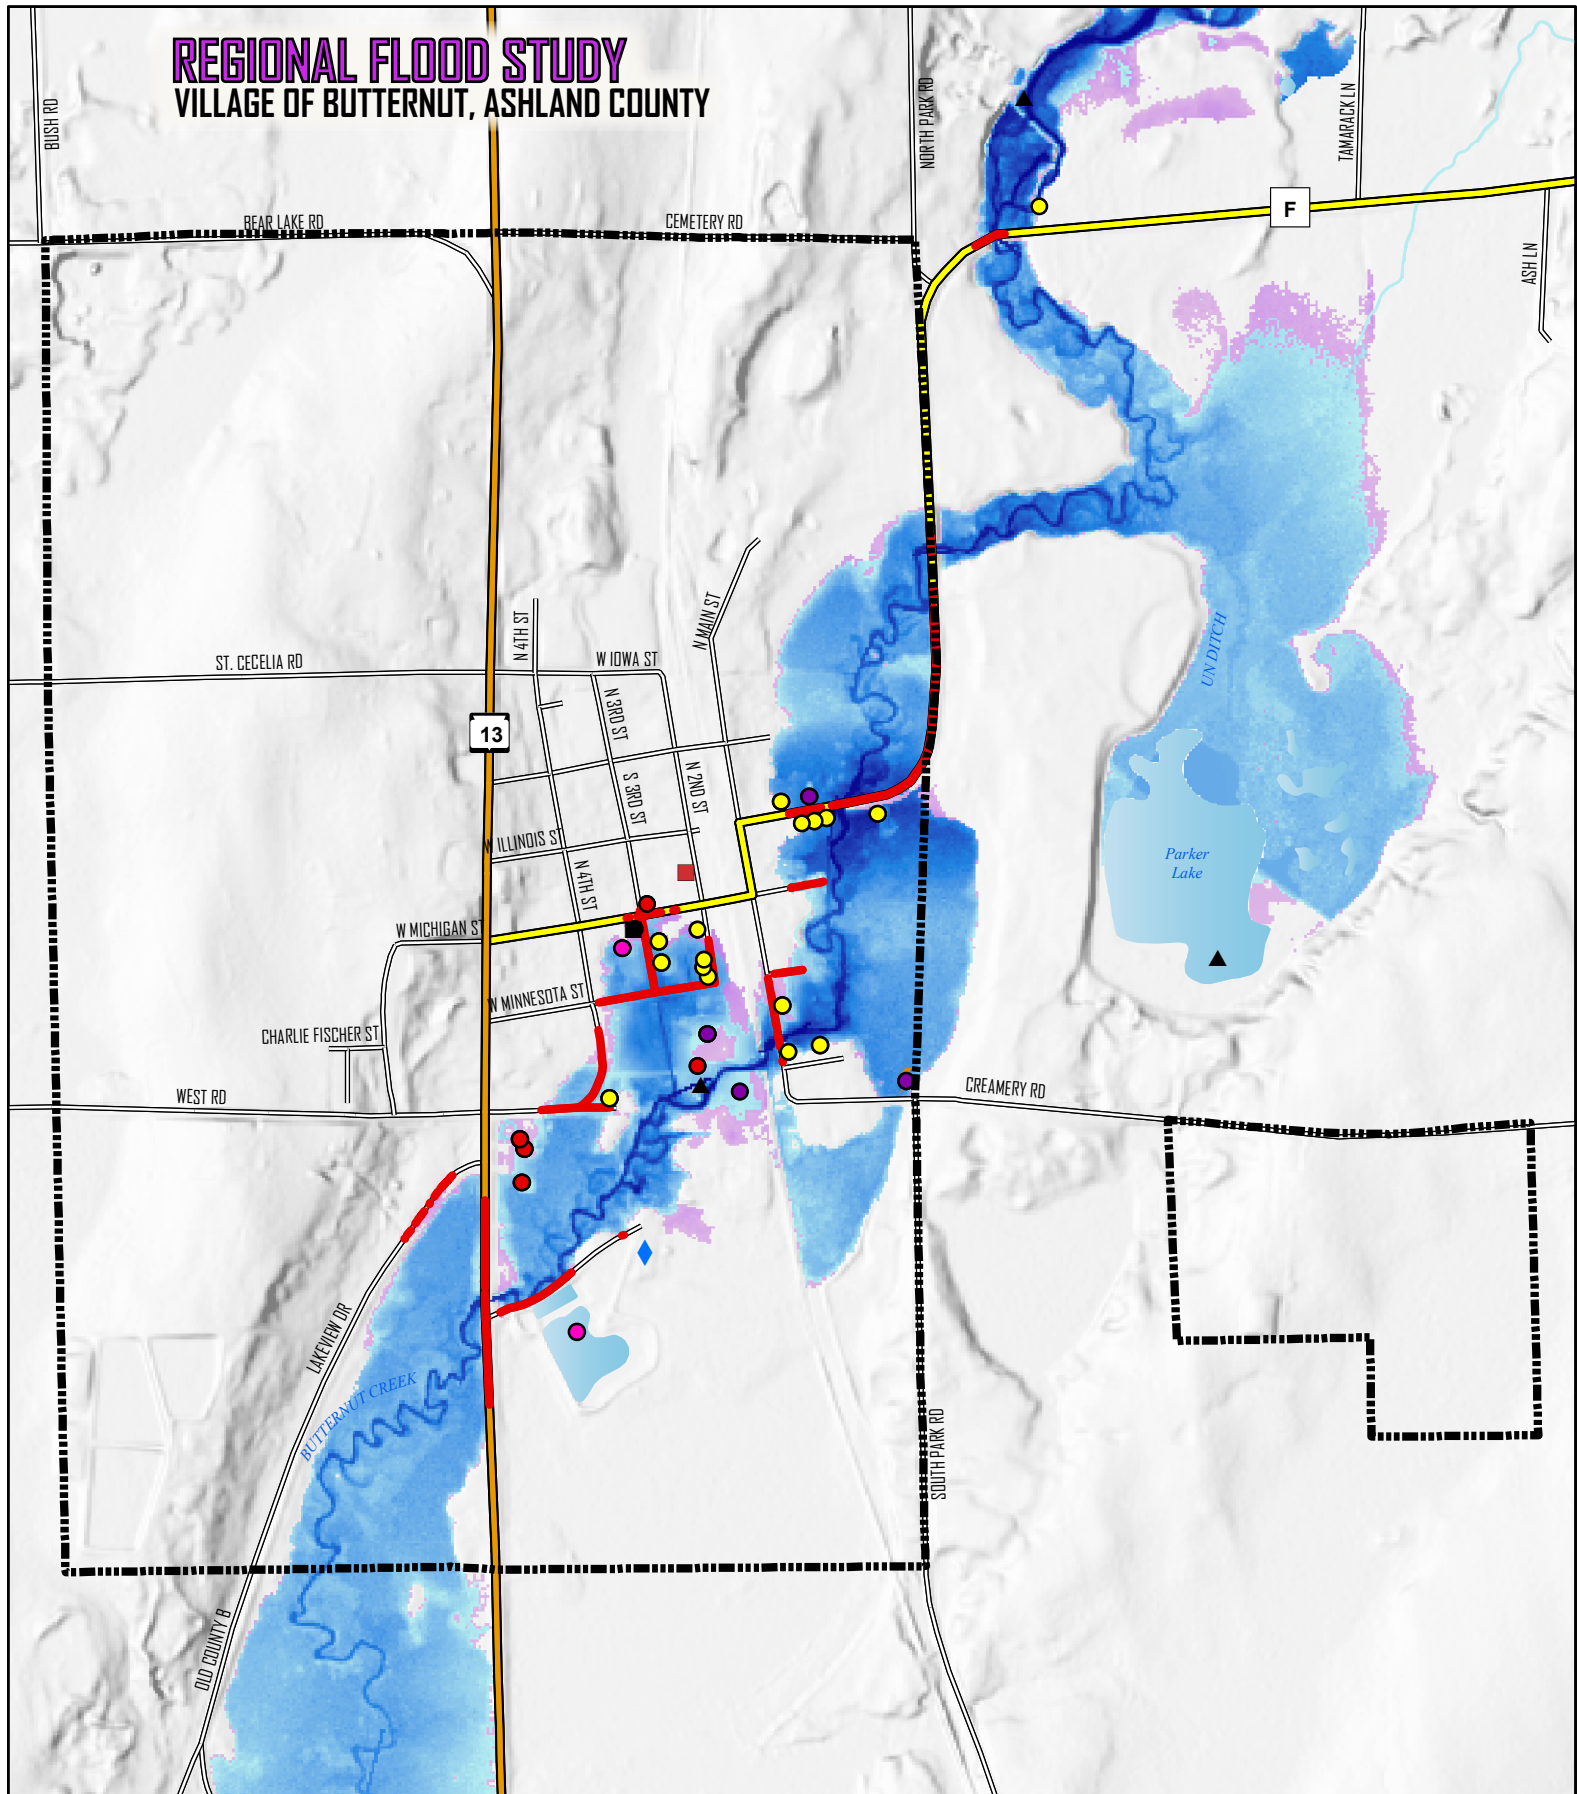 REGIONAL FLOOD STUDY
VILLAGE OF BUTTERNUT, ASHLAND COUNTY
BUSH RD
NORTH PARK RD
TAMARACK LN
F
BEAR LAKE RD
CEMETERY RD
ASH LN
N 4TH ST
N MAIN ST
UN DITCH
ST. CECELIA RD
W IOWA ST
N 3RD ST
13
S 3RD ST
N 2ND ST
W ILLINOIS ST
Parker
Lake
N 4TH ST
W MICHIGAN ST
W MINNESOTA ST
CHARLIE FISCHER ST
WEST RD
CREAMERY RD
LAKEVIEW DR
BUTTERNUT CREEK
SOUTH PARK RD
OLD COUNTY B